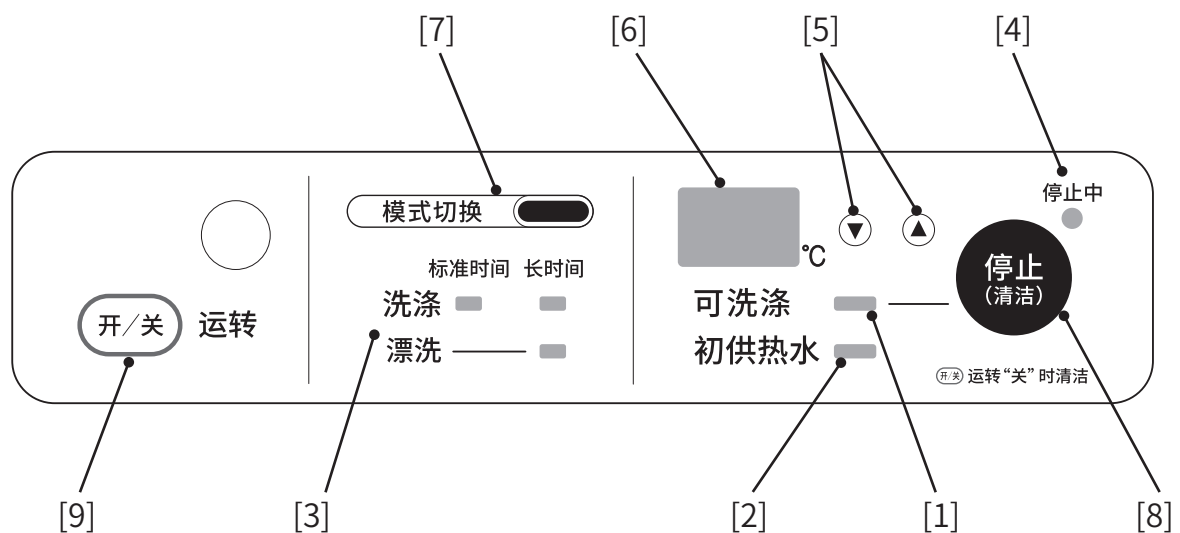 [7] [6] [5] [4]
停止中
模式切换
℃
停止
(清洁)
标准时间 长时间
洗涤
可洗涤
开/关 运转
漂洗
初供热水
开/关 运转“关”时清洁
[9] [3] [2] [1] [8]